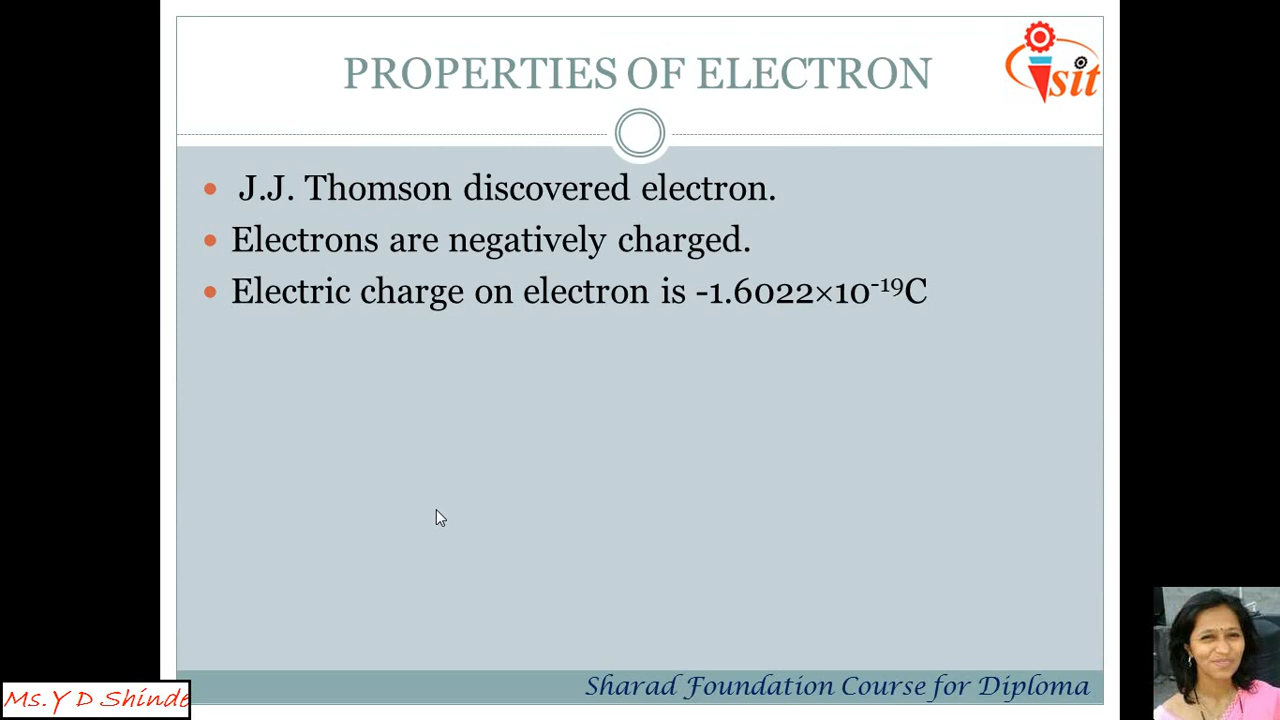 PROPERTIES OF ELECTRON
sit
J.J. Thomson discovered electron.
Electrons are negatively charged.
Electric charge on electron is -1.6022×10⁻¹⁹C
Sharad Foundation Course for Diploma
Ms.Y D Shinde